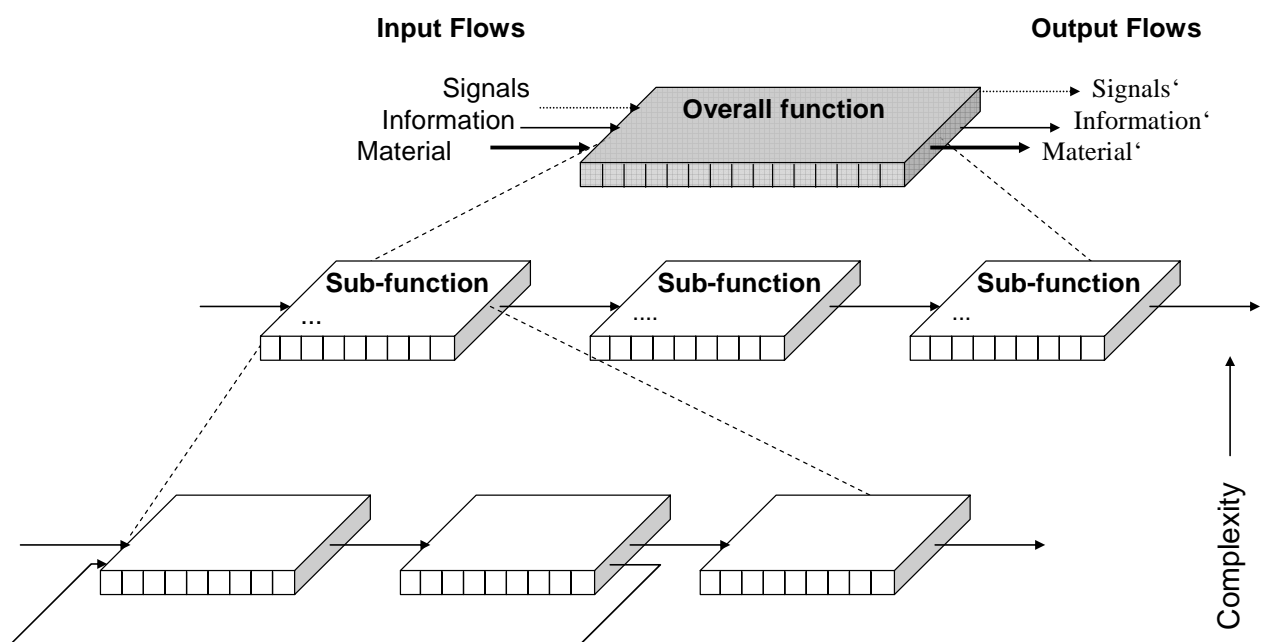 Input Flows
Output Flows
Signals
Overall function
Signals‘
Information
Information‘
Material
Material‘
Sub-function
...
Sub-function
....
Sub-function
...
Complexity